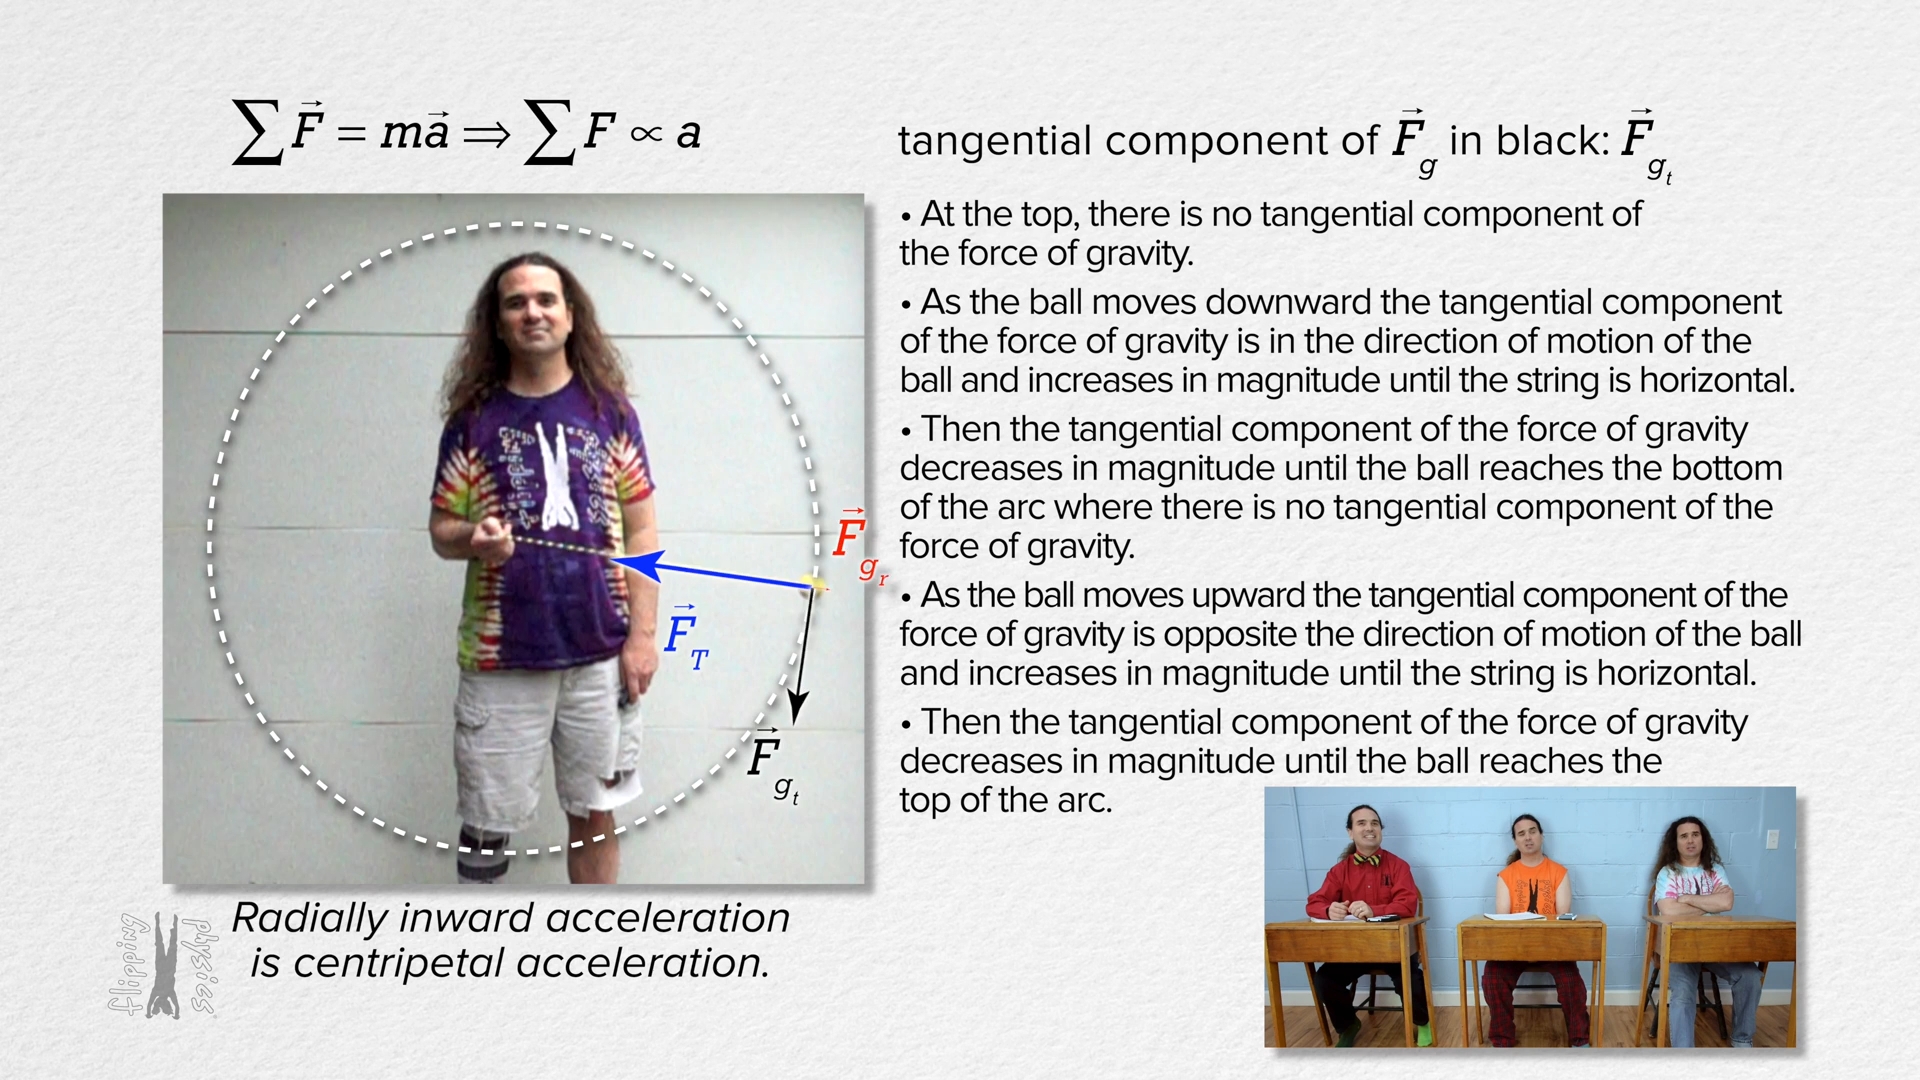 ∑F⃗ = ma⃗ ⇒ ∑F ∝ a
tangential component of F⃗g in black: F⃗gt
• At the top, there is no tangential component of
the force of gravity.
• As the ball moves downward the tangential component
of the force of gravity is in the direction of motion of the
ball and increases in magnitude until the string is horizontal.
• Then the tangential component of the force of gravity
decreases in magnitude until the ball reaches the bottom
of the arc where there is no tangential component of the
force of gravity.
• As the ball moves upward the tangential component of the
force of gravity is opposite the direction of motion of the ball
and increases in magnitude until the string is horizontal.
• Then the tangential component of the force of gravity
decreases in magnitude until the ball reaches the
top of the arc.
F⃗gr
F⃗T
F⃗gt
Radially inward acceleration
is centripetal acceleration.
flipping physics